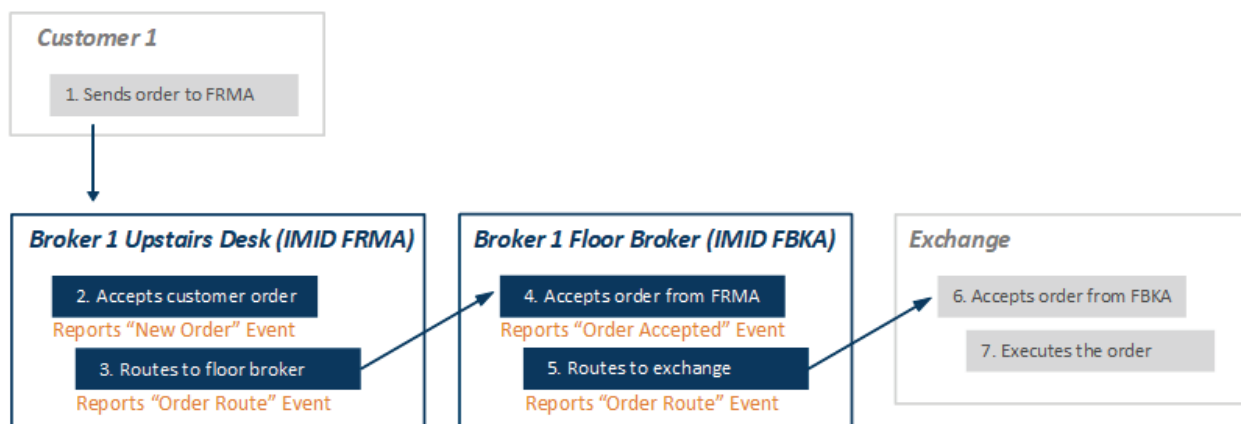 Customer 1
1. Sends order to FRMA
Broker 1 Upstairs Desk (IMID FRMA)
2. Accepts customer order
Reports “New Order” Event
3. Routes to floor broker
Reports “Order Route” Event
Broker 1 Floor Broker (IMID FBKA)
4. Accepts order from FRMA
Reports “Order Accepted” Event
5. Routes to exchange
Reports “Order Route” Event
Exchange
6. Accepts order from FBKA
7. Executes the order